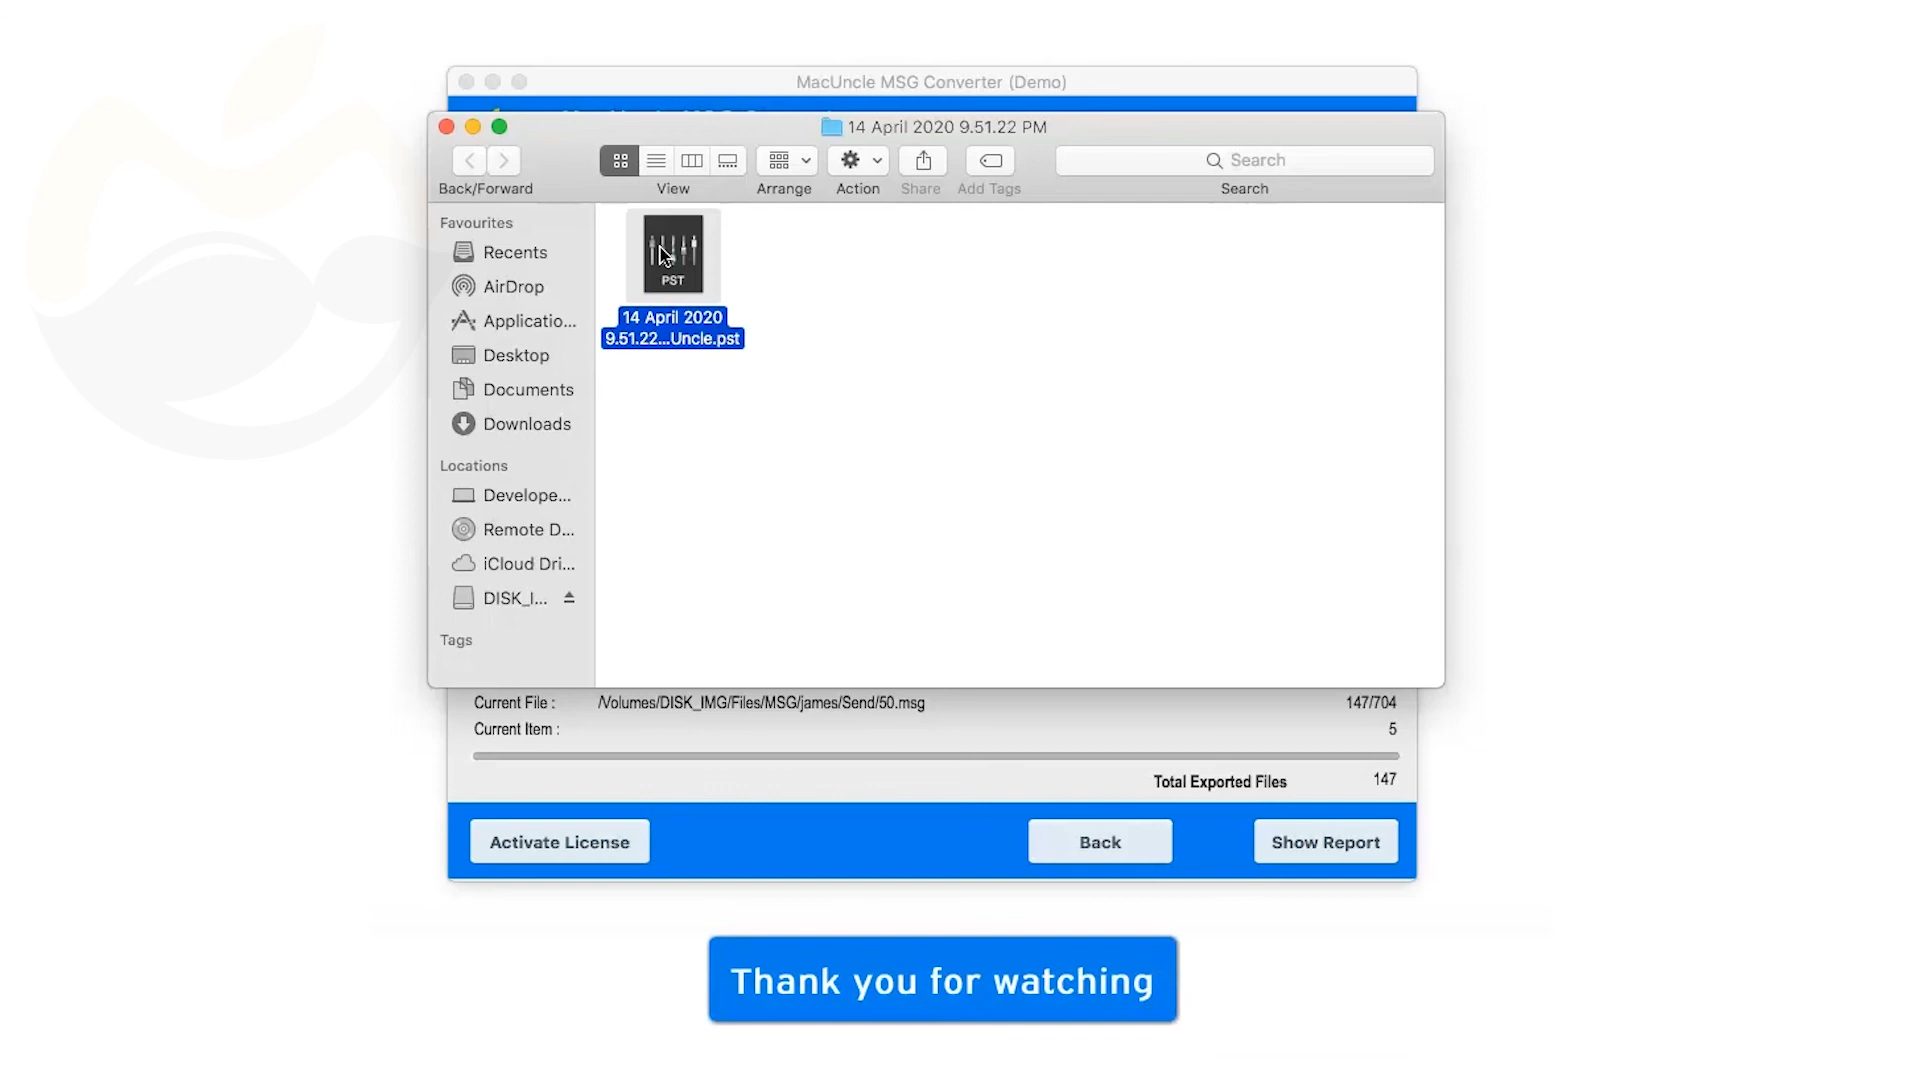 MacUncle MSG Converter (Demo)
14 April 2020 9.51.22 PM
Search
Back/Forward
View
Arrange
Action
Share
Add Tags
Search
Favourites
Recents
AirDrop
Applicatio...
Desktop
Documents
Downloads
Locations
Develope...
Remote D...
iCloud Dri...
DISK_I...
Tags
PST
14 April 2020
9.51.22...Uncle.pst
Current File : /Volumes/DISK_IMG/Files/MSG/james/Send/50.msg 147/704
Current Item : 5
Total Exported Files 147
Activate License
Back
Show Report
Thank you for watching